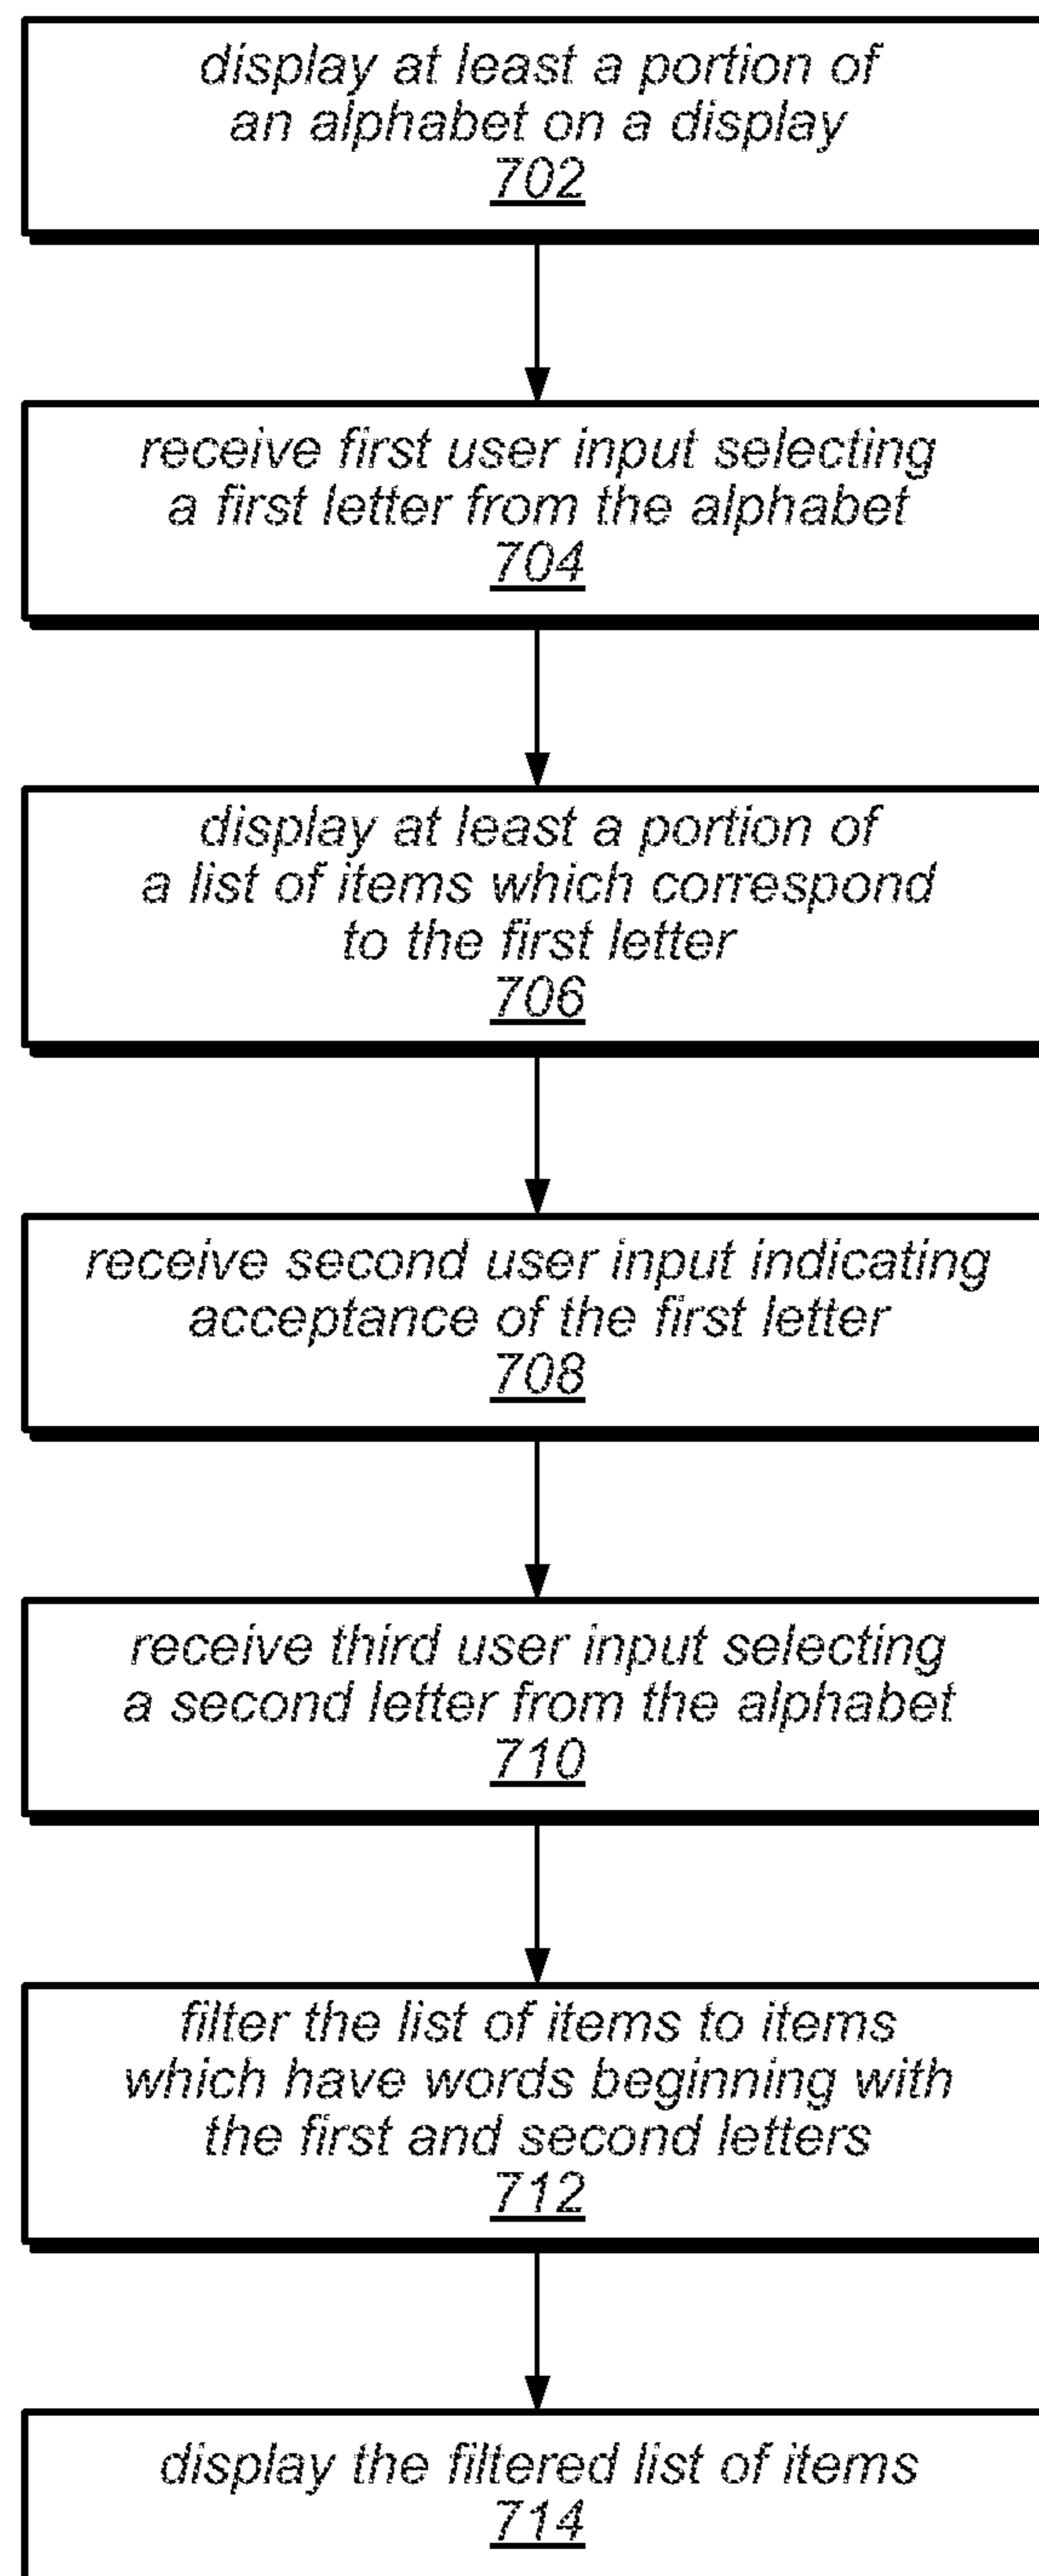 display at least a portion of
an alphabet on a display
702
receive first user input selecting
a first letter from the alphabet
704
display at least a portion of
a list of items which correspond
to the first letter
706
receive second user input indicating
acceptance of the first letter
708
receive third user input selecting
a second letter from the alphabet
710
filter the list of items to items
which have words beginning with
the first and second letters
712
display the filtered list of items
714